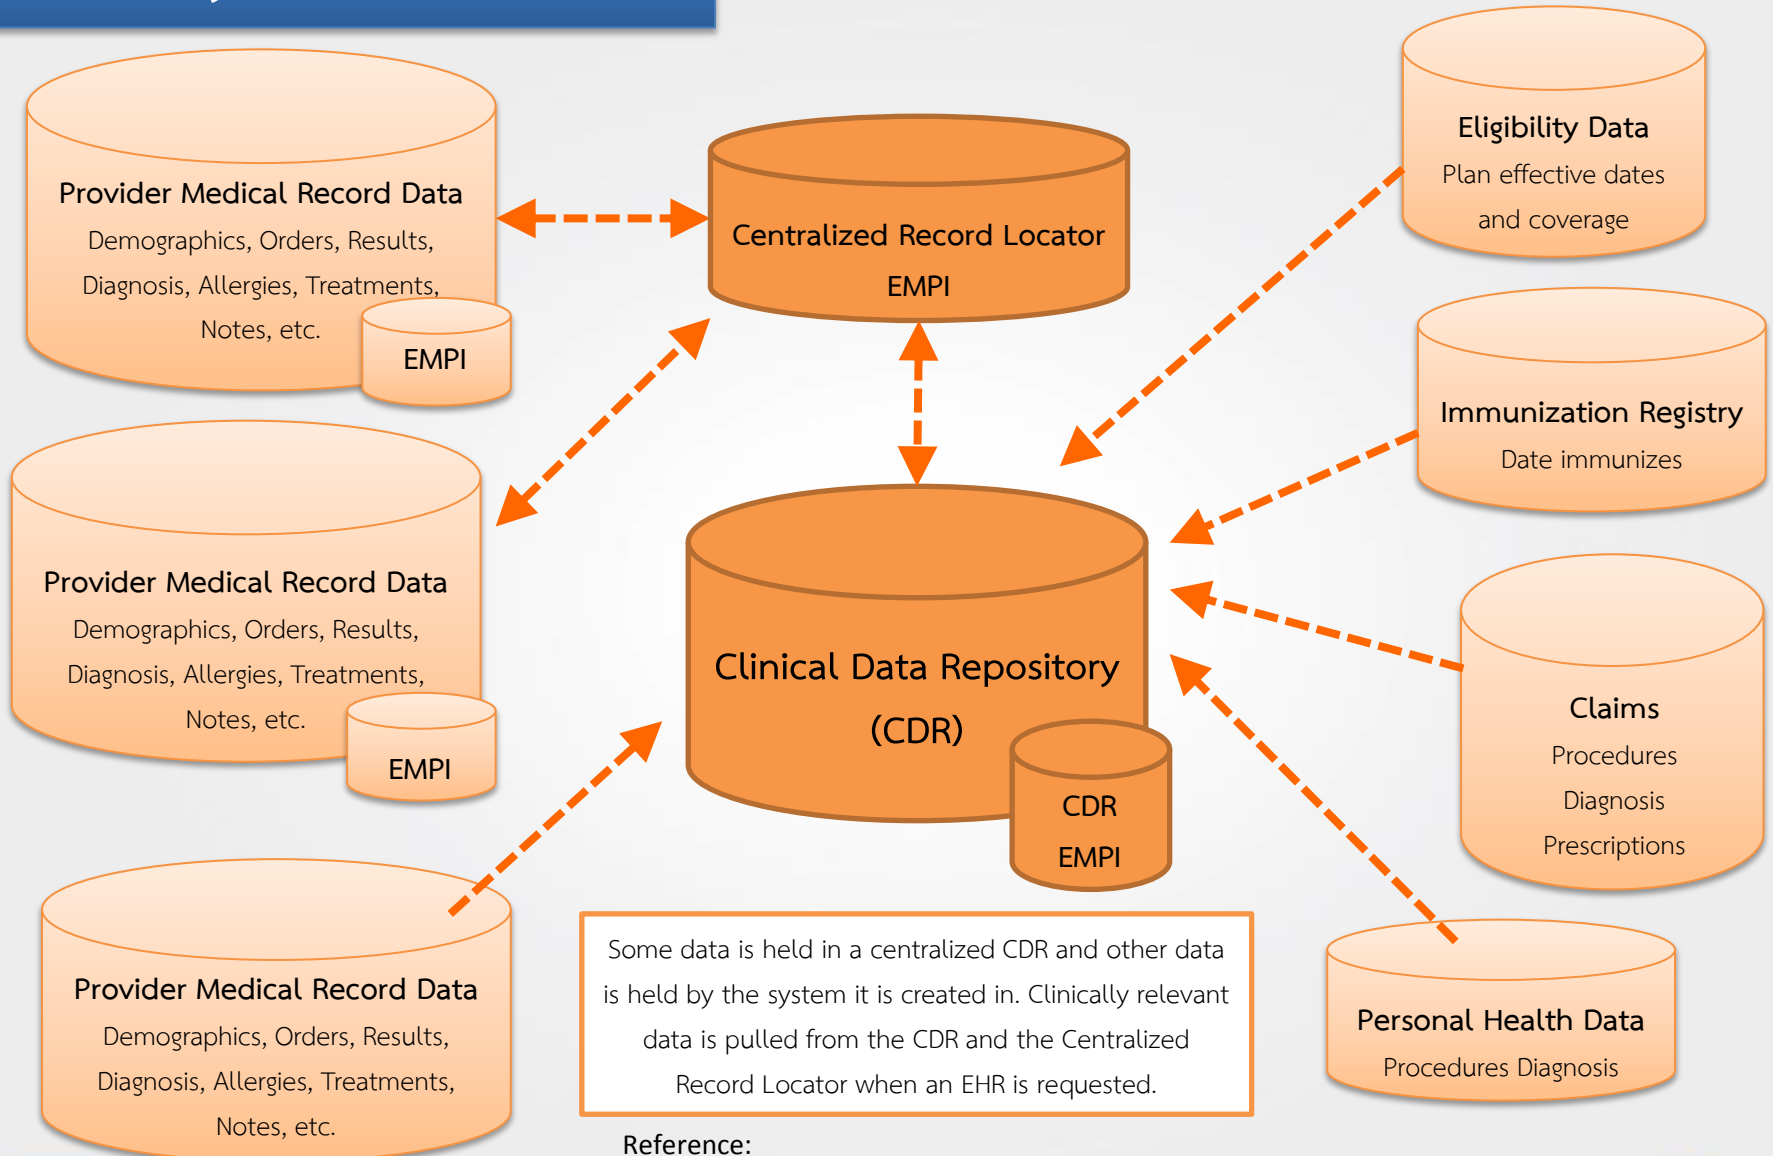 Provider Medical Record Data
Demographics, Orders, Results,
Diagnosis, Allergies, Treatments,
Notes, etc.
EMPI
Centralized Record Locator
EMPI
Eligibility Data
Plan effective dates
and coverage
Immunization Registry
Date immunizes
Provider Medical Record Data
Demographics, Orders, Results,
Diagnosis, Allergies, Treatments,
Notes, etc.
EMPI
Clinical Data Repository
(CDR)
CDR
EMPI
Claims
Procedures
Diagnosis
Prescriptions
Provider Medical Record Data
Demographics, Orders, Results,
Diagnosis, Allergies, Treatments,
Notes, etc.
Some data is held in a centralized CDR and other data
is held by the system it is created in. Clinically relevant
data is pulled from the CDR and the Centralized
Record Locator when an EHR is requested.
Personal Health Data
Procedures Diagnosis
Reference: